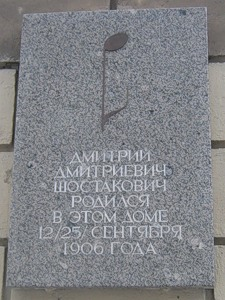 ДМИТРИЙ
ДМИТРИЕВИЧ
ШОСТАКОВИЧ
РОДИЛСЯ
В ЭТОМ ДОМЕ
12/25/СЕНТЯБРЯ
1906 ГОДА